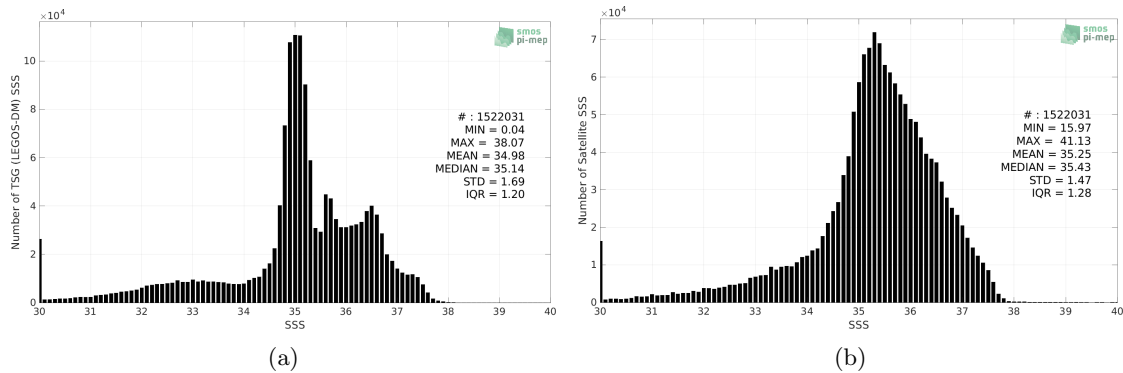 ×10⁴
12
10
8
6
4
2
0
Number of TSG (LEGOS-DM) SSS
smos
pi-mep
# : 1522031
MIN = 0.04
MAX = 38.07
MEAN = 34.98
MEDIAN = 35.14
STD = 1.69
IQR = 1.20
30 31 32 33 34 35 36 37 38 39 40
SSS
(a)
×10⁴
7
6
5
4
3
2
1
0
Number of Satellite SSS
smos
pi-mep
# : 1522031
MIN = 15.97
MAX = 41.13
MEAN = 35.25
MEDIAN = 35.43
STD = 1.47
IQR = 1.28
30 31 32 33 34 35 36 37 38 39 40
SSS
(b)